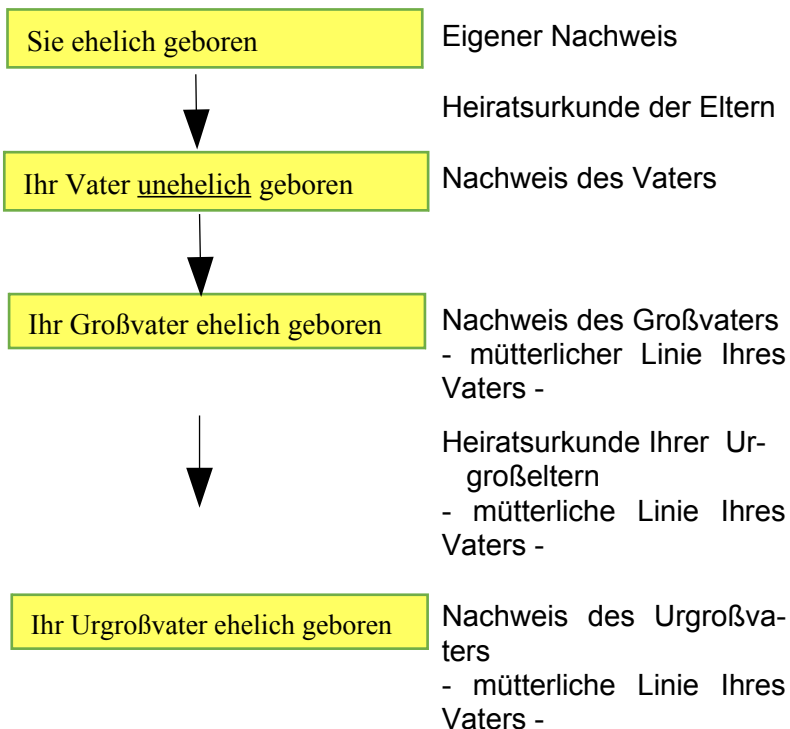 Sie ehelich geboren
Eigener Nachweis
Heiratsurkunde der Eltern
Ihr Vater unehelich geboren
Nachweis des Vaters
Ihr Großvater ehelich geboren
Nachweis des Großvaters
- mütterlicher Linie Ihres
Vaters -
Heiratsurkunde Ihrer Ur-
großeltern
- mütterliche Linie Ihres
Vaters -
Ihr Urgroßvater ehelich geboren
Nachweis des Urgroßva-
ters
- mütterliche Linie Ihres
Vaters -